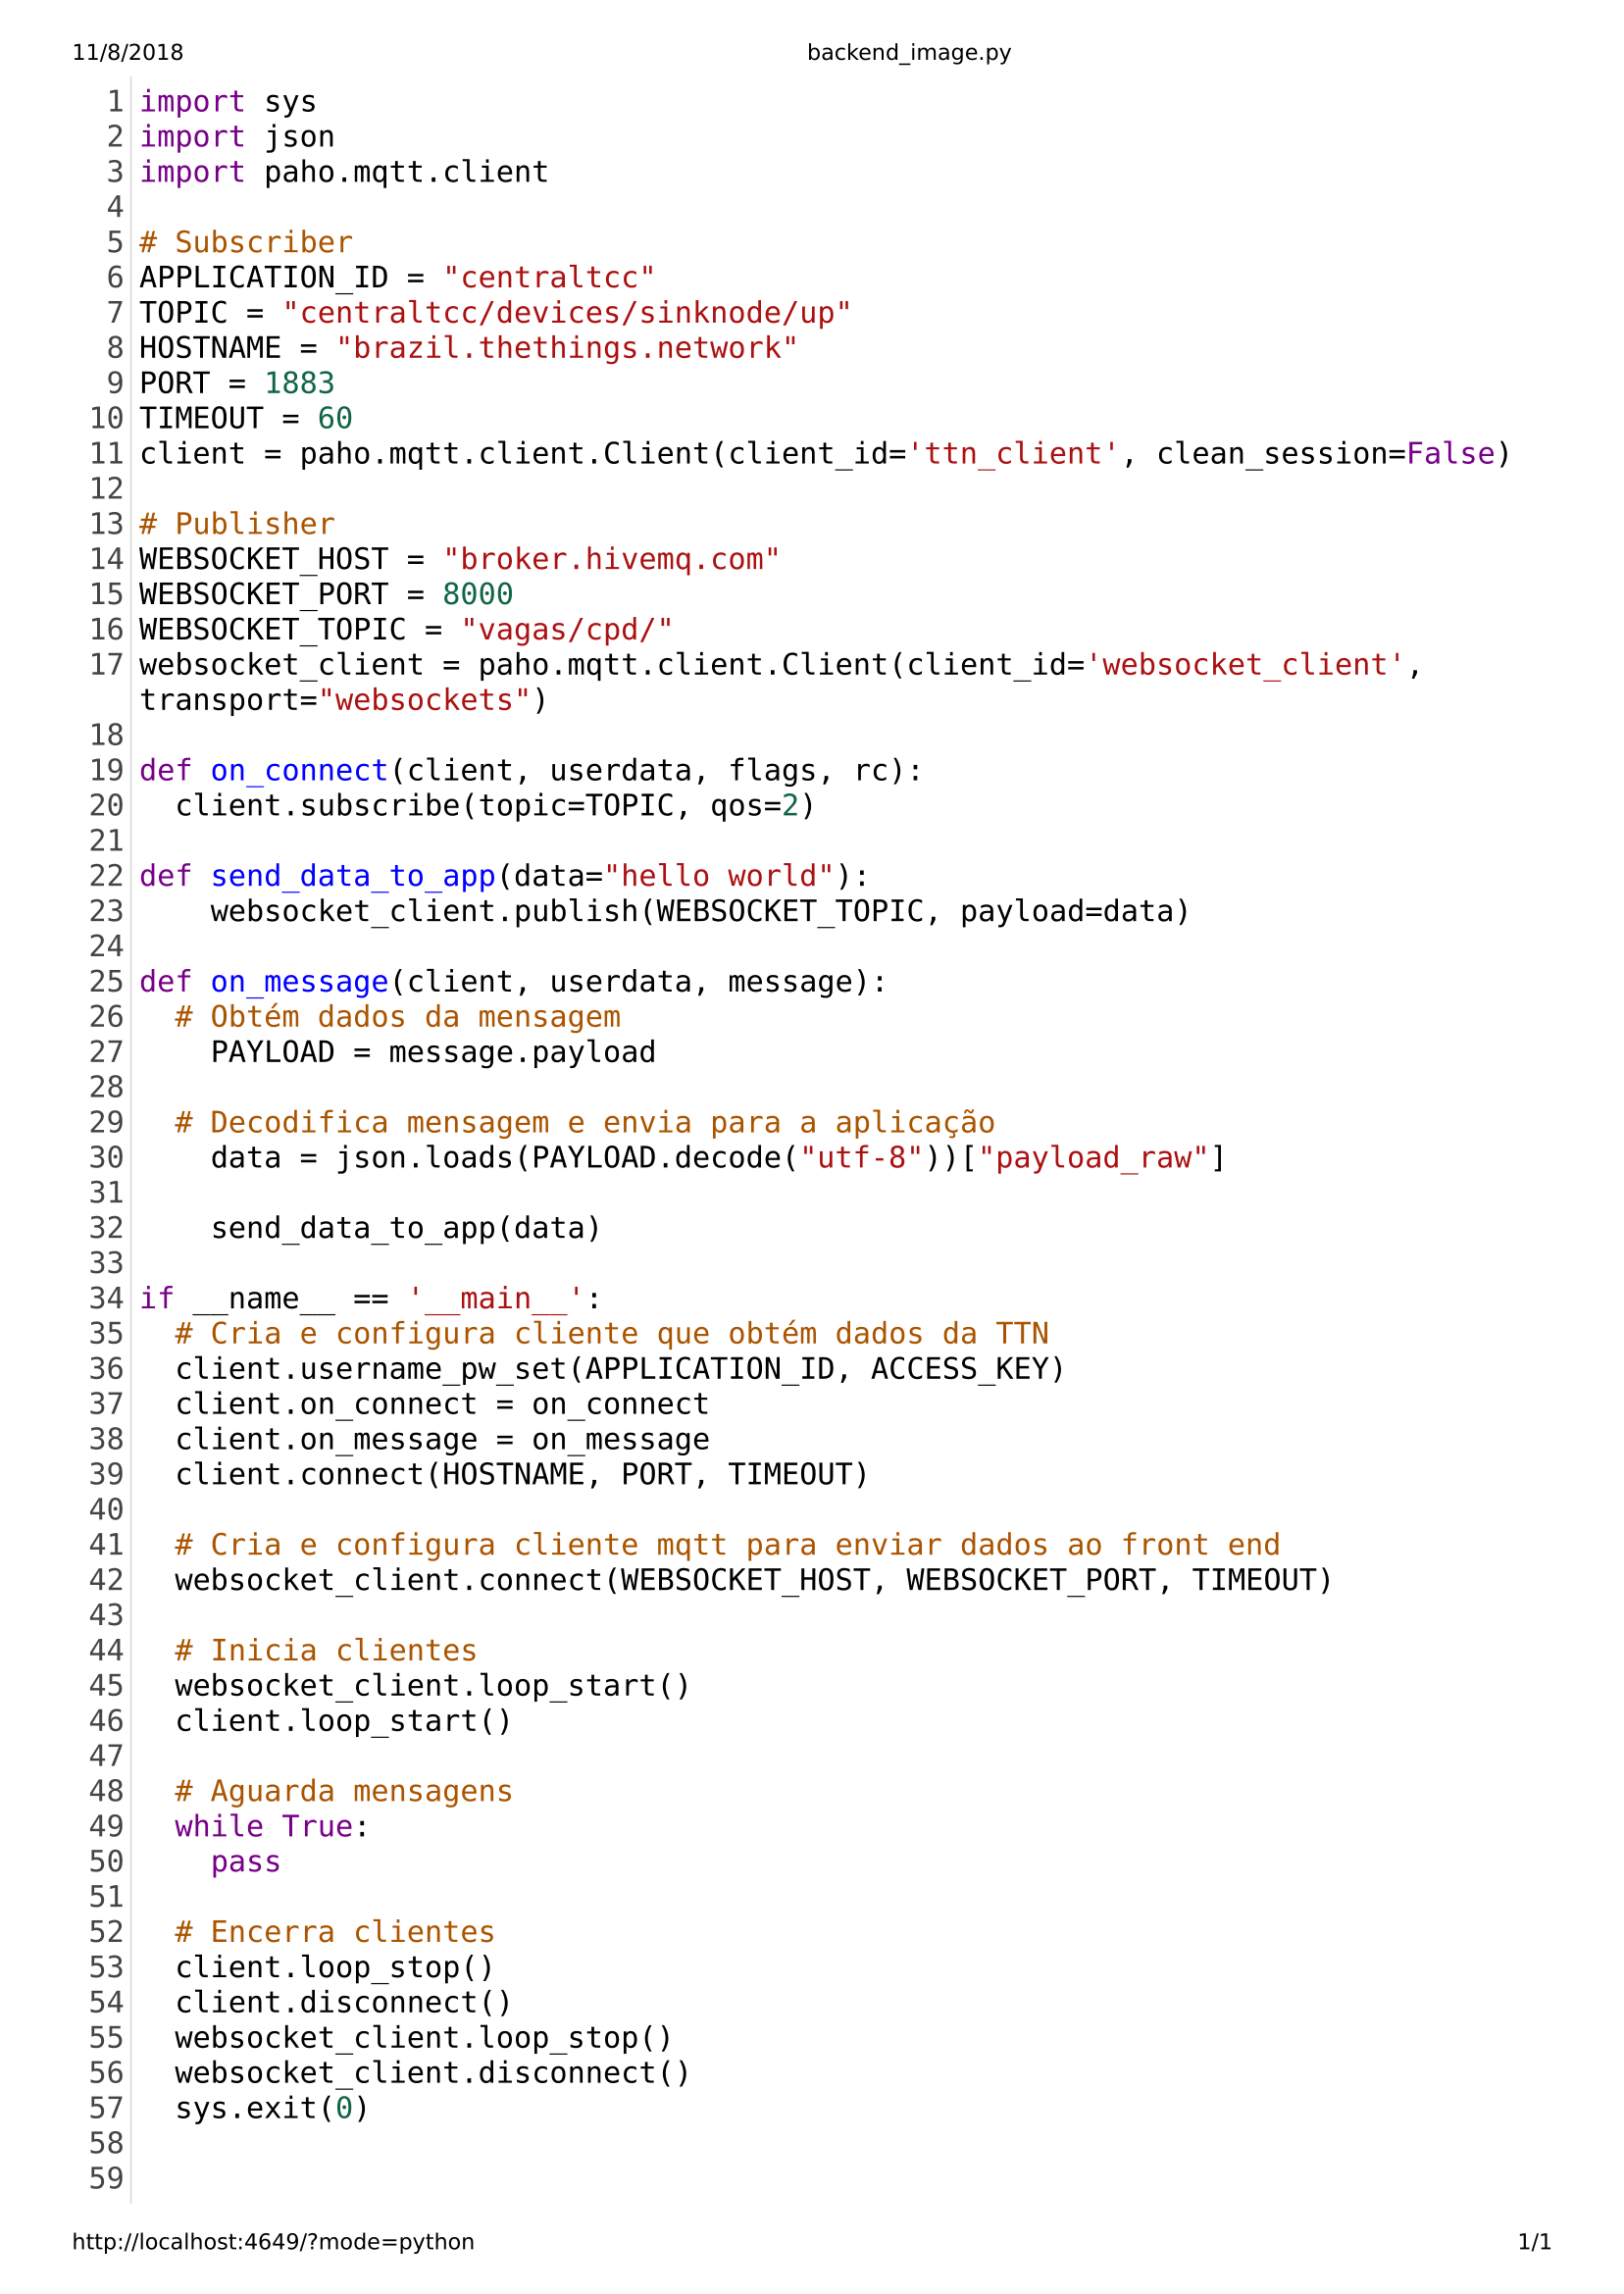 11/8/2018 backend_image.py
1 import sys
2 import json
3 import paho.mqtt.client
4
5 # Subscriber
6 APPLICATION_ID = "centraltcc"
7 TOPIC = "centraltcc/devices/sinknode/up"
8 HOSTNAME = "brazil.thethings.network"
9 PORT = 1883
10 TIMEOUT = 60
11 client = paho.mqtt.client.Client(client_id='ttn_client', clean_session=False)
12
13 # Publisher
14 WEBSOCKET_HOST = "broker.hivemq.com"
15 WEBSOCKET_PORT = 8000
16 WEBSOCKET_TOPIC = "vagas/cpd/"
17 websocket_client = paho.mqtt.client.Client(client_id='websocket_client',
transport="websockets")
18
19 def on_connect(client, userdata, flags, rc):
20   client.subscribe(topic=TOPIC, qos=2)
21
22 def send_data_to_app(data="hello world"):
23     websocket_client.publish(WEBSOCKET_TOPIC, payload=data)
24
25 def on_message(client, userdata, message):
26   # Obtém dados da mensagem
27     PAYLOAD = message.payload
28
29   # Decodifica mensagem e envia para a aplicação
30     data = json.loads(PAYLOAD.decode("utf-8"))["payload_raw"]
31
32     send_data_to_app(data)
33
34 if __name__ == '__main__':
35   # Cria e configura cliente que obtém dados da TTN
36   client.username_pw_set(APPLICATION_ID, ACCESS_KEY)
37   client.on_connect = on_connect
38   client.on_message = on_message
39   client.connect(HOSTNAME, PORT, TIMEOUT)
40
41   # Cria e configura cliente mqtt para enviar dados ao front end
42   websocket_client.connect(WEBSOCKET_HOST, WEBSOCKET_PORT, TIMEOUT)
43
44   # Inicia clientes
45   websocket_client.loop_start()
46   client.loop_start()
47
48   # Aguarda mensagens
49   while True:
50     pass
51
52   # Encerra clientes
53   client.loop_stop()
54   client.disconnect()
55   websocket_client.loop_stop()
56   websocket_client.disconnect()
57   sys.exit(0)
58
59
http://localhost:4649/?mode=python 1/1